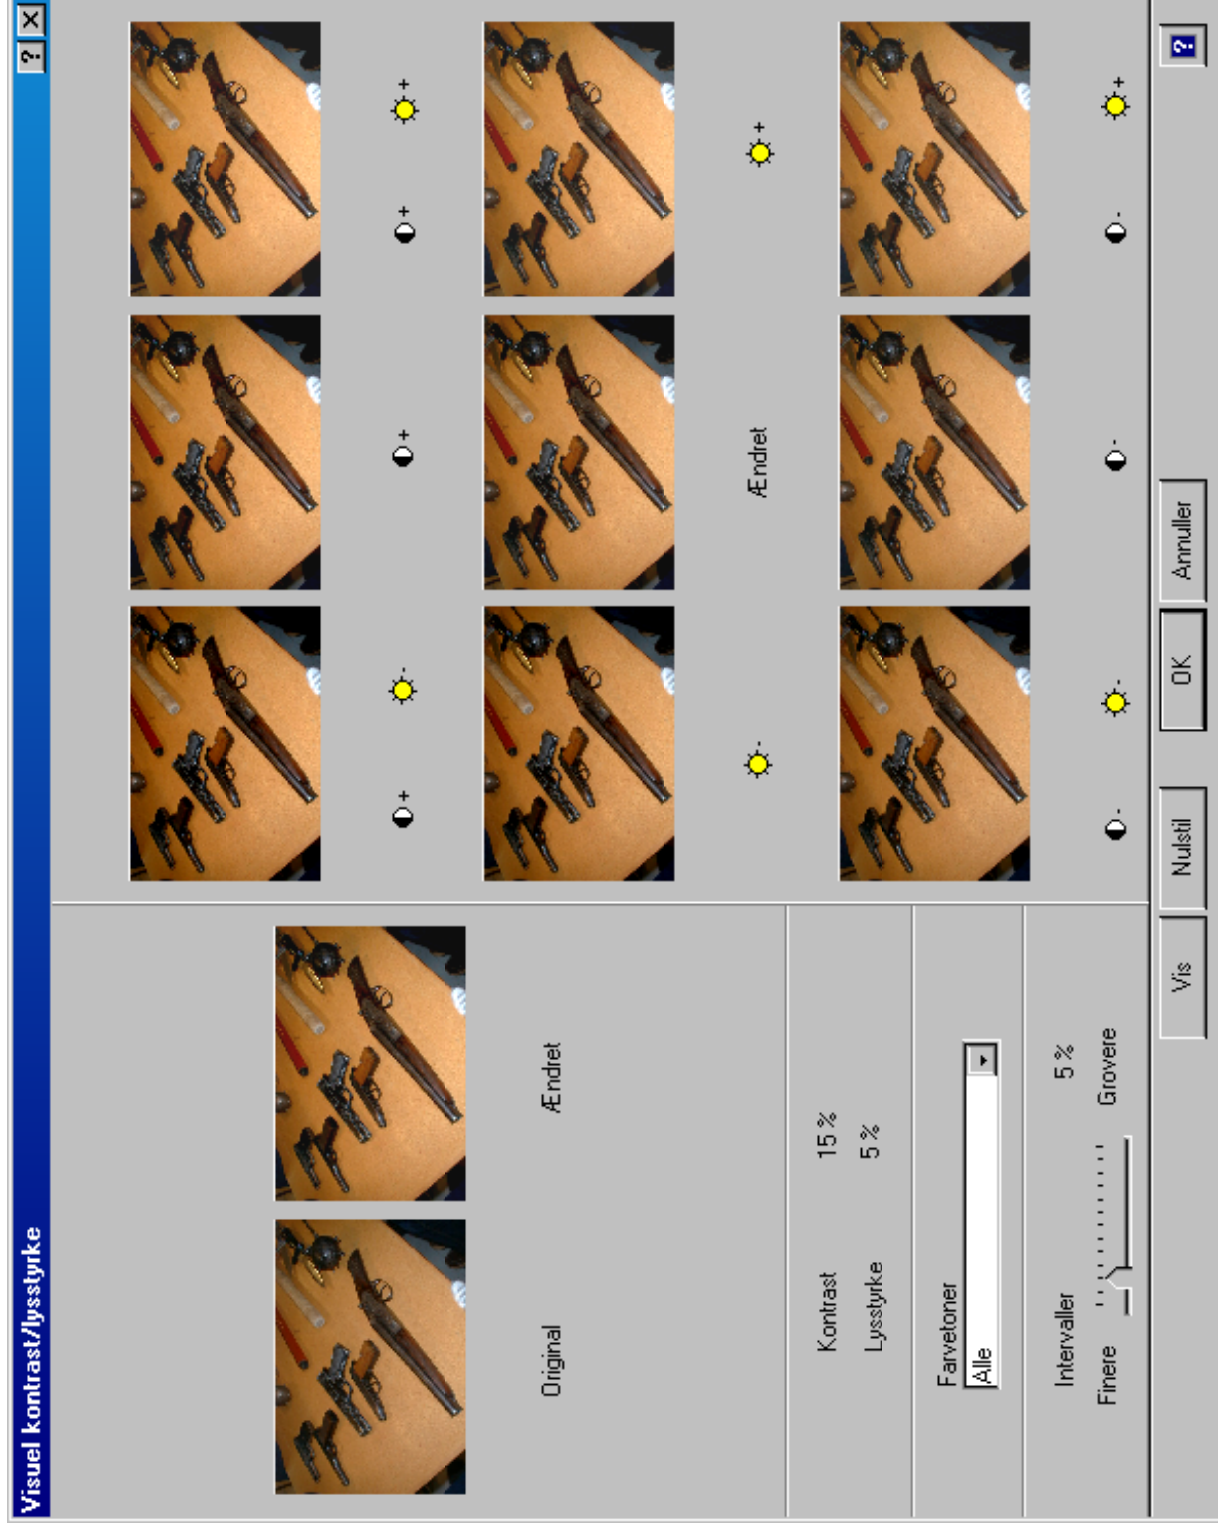 Visuel kontrast/lysstyrke
? X
Original
Ændret
Kontrast 15 %
Lysstyrke 5 %
Farvetoner
Alle
Intervaller 5 %
Finere
Grovere
+ -
+
+ +
-
Ændret
+
- -
-
- +
Vis
Nulstil
OK
Annuller
?